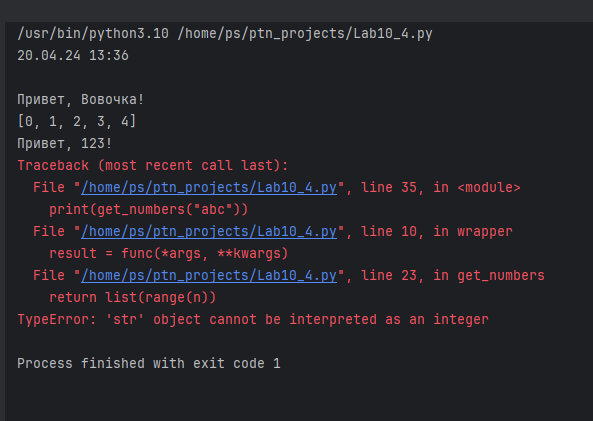 /usr/bin/python3.10 /home/ps/ptn_projects/Lab10_4.py
20.04.24 13:36
Привет, Вовочка!
[0, 1, 2, 3, 4]
Привет, 123!
Traceback (most recent call last):
  File "/home/ps/ptn_projects/Lab10_4.py", line 35, in <module>
    print(get_numbers("abc"))
  File "/home/ps/ptn_projects/Lab10_4.py", line 10, in wrapper
    result = func(*args, **kwargs)
  File "/home/ps/ptn_projects/Lab10_4.py", line 23, in get_numbers
    return list(range(n))
TypeError: 'str' object cannot be interpreted as an integer
Process finished with exit code 1